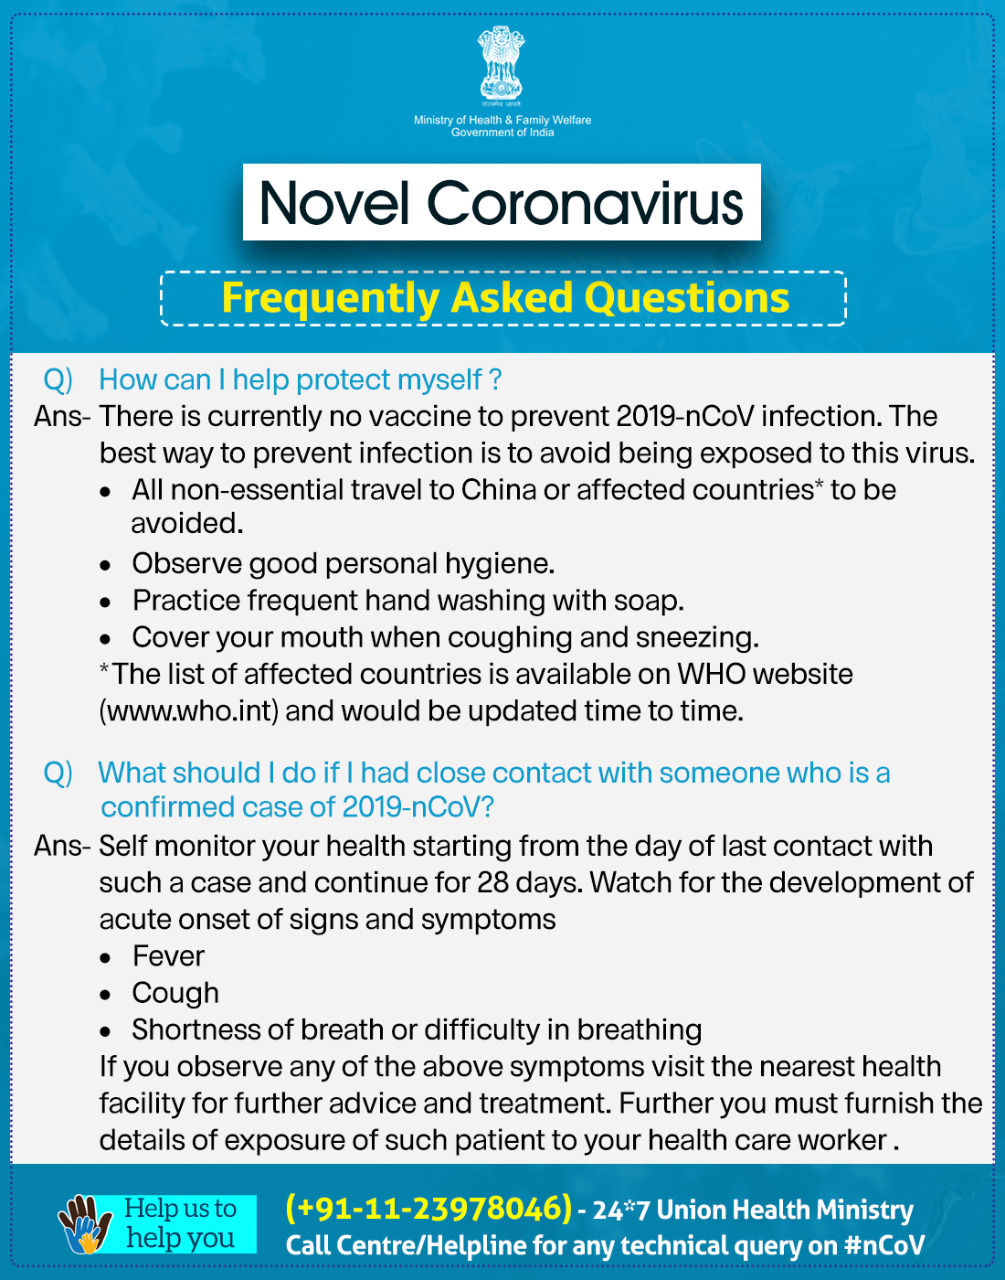 सत्यमेव जयते
Ministry of Health & Family Welfare
Government of India
Novel Coronavirus
Frequently Asked Questions
Q) How can I help protect myself ?
Ans- There is currently no vaccine to prevent 2019-nCoV infection. The
best way to prevent infection is to avoid being exposed to this virus.
• All non-essential travel to China or affected countries* to be
avoided.
• Observe good personal hygiene.
• Practice frequent hand washing with soap.
• Cover your mouth when coughing and sneezing.
*The list of affected countries is available on WHO website
(www.who.int) and would be updated time to time.
Q) What should I do if I had close contact with someone who is a
confirmed case of 2019-nCoV?
Ans- Self monitor your health starting from the day of last contact with
such a case and continue for 28 days. Watch for the development of
acute onset of signs and symptoms
• Fever
• Cough
• Shortness of breath or difficulty in breathing
If you observe any of the above symptoms visit the nearest health
facility for further advice and treatment. Further you must furnish the
details of exposure of such patient to your health care worker .
Help us to
help you
(+91-11-23978046) - 24*7 Union Health Ministry
Call Centre/Helpline for any technical query on #nCoV